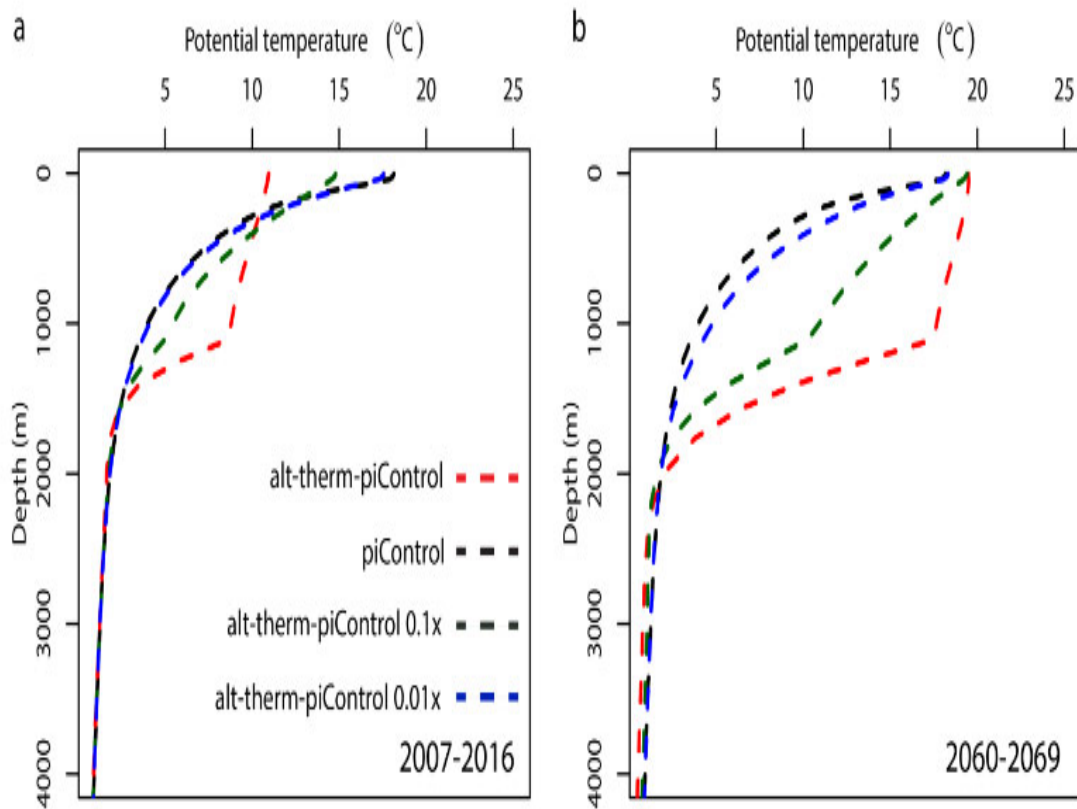 a
Potential temperature (°C)
5 10 15 20 25
0
1000
2000
3000
4000
Depth (m)
alt-therm-piControl
piControl
alt-therm-piControl 0.1x
alt-therm-piControl 0.01x
2007-2016
b
Potential temperature (°C)
5 10 15 20 25
0
1000
2000
3000
4000
Depth (m)
2060-2069